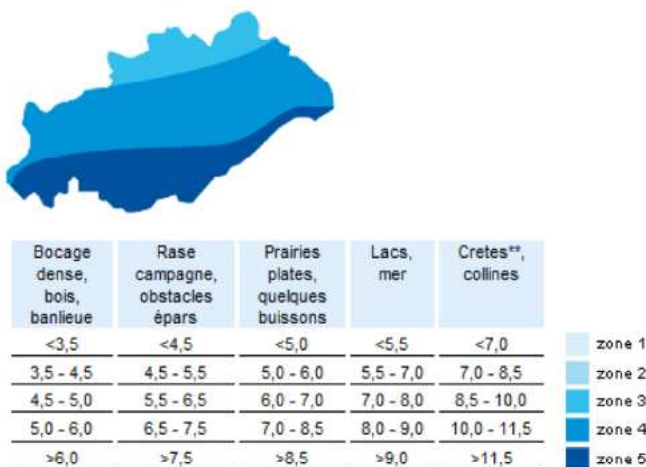 Bocage dense, bois, banlieue | Rase campagne, obstacles épars | Prairies plates, quelques buissons | Lacs, mer | Cretes**, collines
<3,5 | <4,5 | <5,0 | <5,5 | <7,0 | zone 1
3,5 - 4,5 | 4,5 - 5,5 | 5,0 - 6,0 | 5,5 - 7,0 | 7,0 - 8,5 | zone 2
4,5 - 5,0 | 5,5 - 6,5 | 6,0 - 7,0 | 7,0 - 8,0 | 8,5 - 10,0 | zone 3
5,0 - 6,0 | 6,5 - 7,5 | 7,0 - 8,5 | 8,0 - 9,0 | 10,0 - 11,5 | zone 4
>6,0 | >7,5 | >8,5 | >9,0 | >11,5 | zone 5